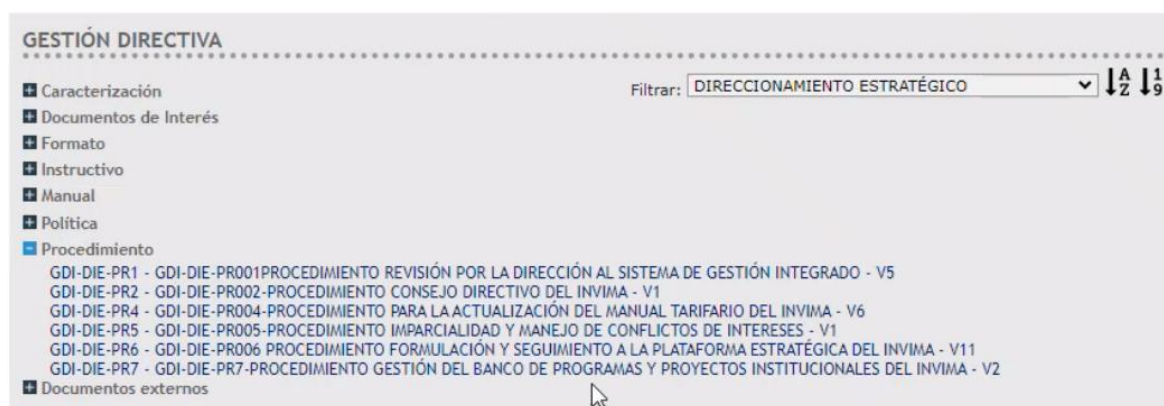 GESTIÓN DIRECTIVA
Caracterización
Filtrar: DIRECCIONAMIENTO ESTRATÉGICO
A
Z
1
9
Documentos de Interés
Formato
Instructivo
Manual
Política
Procedimiento
GDI-DIE-PR1 - GDI-DIE-PR001PROCEDIMIENTO REVISIÓN POR LA DIRECCIÓN AL SISTEMA DE GESTIÓN INTEGRADO - V5
GDI-DIE-PR2 - GDI-DIE-PR002-PROCEDIMIENTO CONSEJO DIRECTIVO DEL INVIMA - V1
GDI-DIE-PR4 - GDI-DIE-PR004-PROCEDIMIENTO PARA LA ACTUALIZACIÓN DEL MANUAL TARIFARIO DEL INVIMA - V6
GDI-DIE-PR5 - GDI-DIE-PR005-PROCEDIMIENTO IMPARCIALIDAD Y MANEJO DE CONFLICTOS DE INTERESES - V1
GDI-DIE-PR6 - GDI-DIE-PR006 PROCEDIMIENTO FORMULACIÓN Y SEGUIMIENTO A LA PLATAFORMA ESTRATÉGICA DEL INVIMA - V11
GDI-DIE-PR7 - GDI-DIE-PR7-PROCEDIMIENTO GESTIÓN DEL BANCO DE PROGRAMAS Y PROYECTOS INSTITUCIONALES DEL INVIMA - V2
Documentos externos